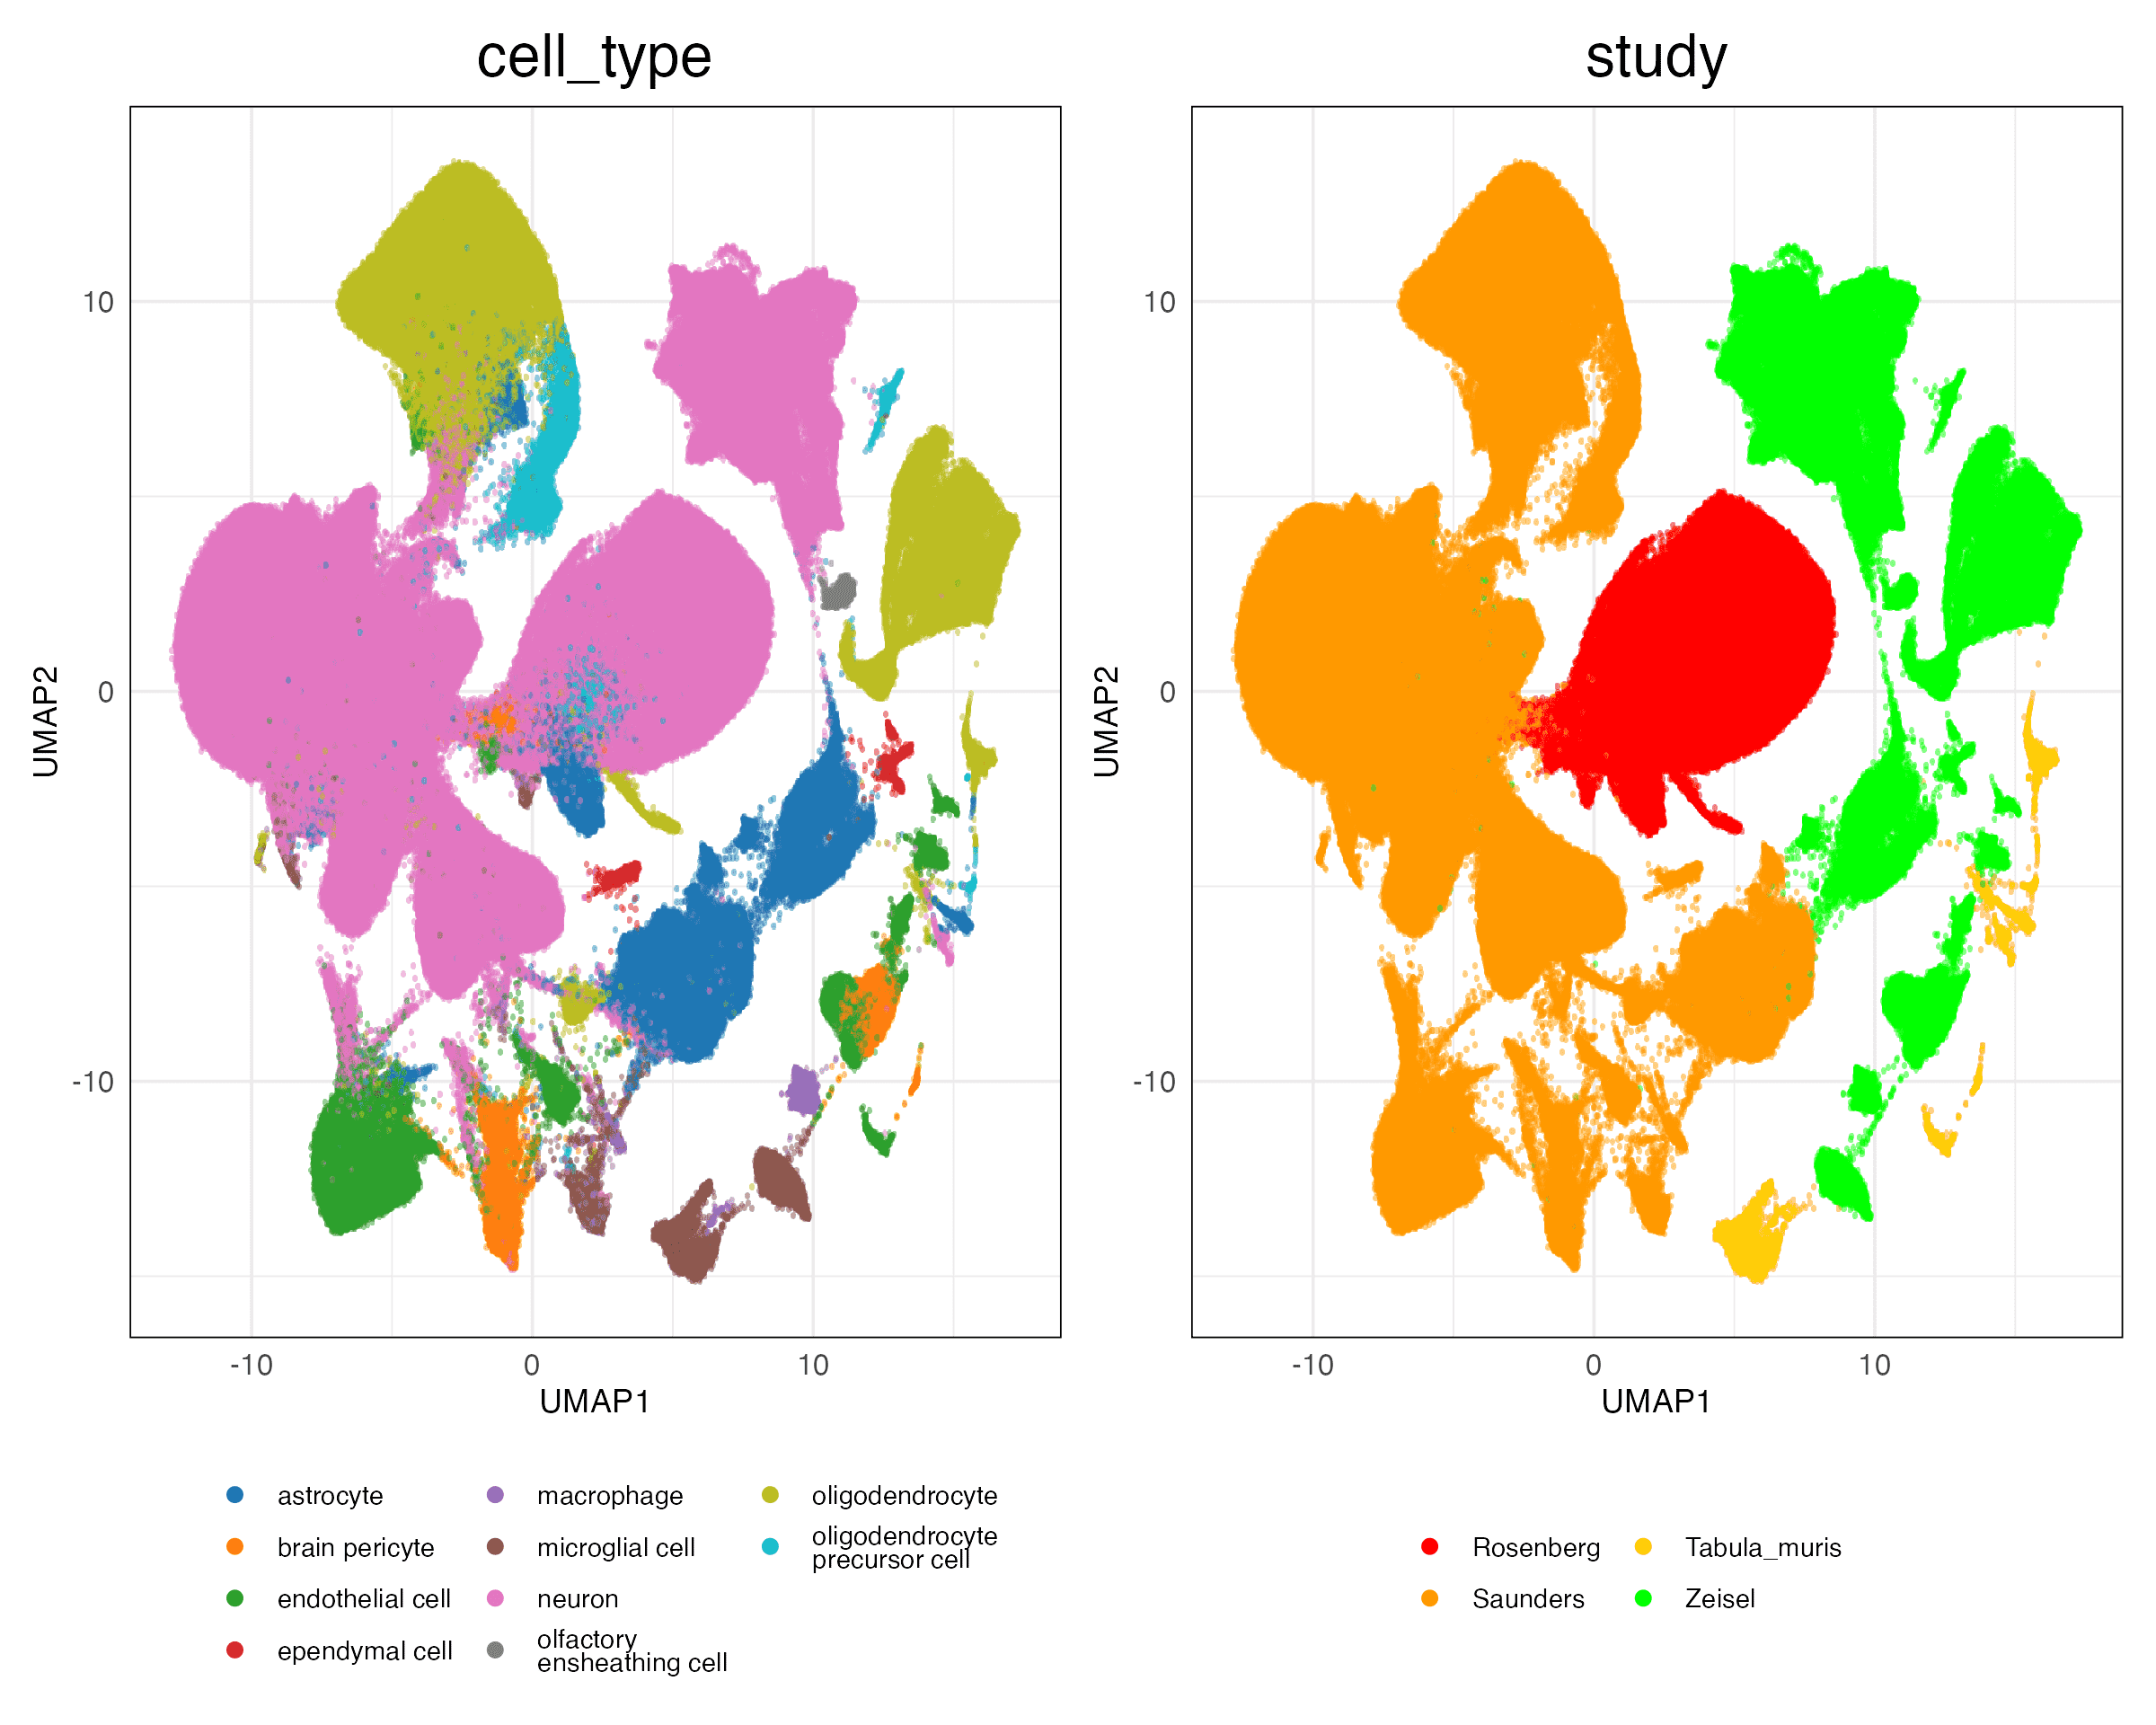 cell_type
study
10
0
-10
UMAP2
-10
0
10
UMAP1
10
0
-10
UMAP2
-10
0
10
UMAP1
astrocyte
brain pericyte
endothelial cell
ependymal cell
macrophage
microglial cell
neuron
olfactory
ensheathing cell
oligodendrocyte
oligodendrocyte
precursor cell
Rosenberg
Saunders
Tabula_muris
Zeisel